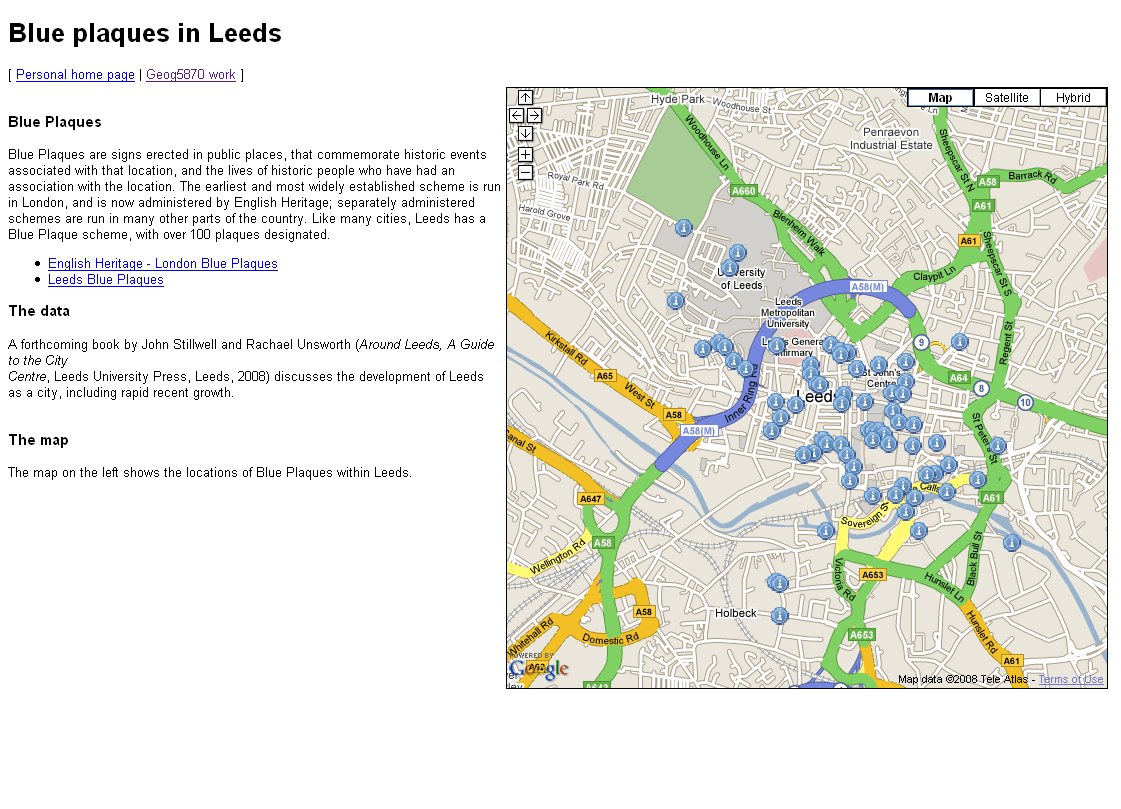 Blue plaques in Leeds
[ Personal home page | Geog5870 work ]
Blue Plaques
Blue Plaques are signs erected in public places, that commemorate historic events
associated with that location, and the lives of historic people who have had an
association with the location. The earliest and most widely established scheme is run
in London, and is now administered by English Heritage; separately administered
schemes are run in many other parts of the country. Like many cities, Leeds has a
Blue Plaque scheme, with over 100 plaques designated.
English Heritage - London Blue Plaques
Leeds Blue Plaques
The data
A forthcoming book by John Stillwell and Rachael Unsworth (Around Leeds, A Guide
to the City
Centre, Leeds University Press, Leeds, 2008) discusses the development of Leeds
as a city, including rapid recent growth.
The map
The map on the left shows the locations of Blue Plaques within Leeds.
Map
Satellite
Hybrid
Hyde Park
Woodhouse St
Woodhouse Ln
Penraevon
Industrial Estate
Sheepscar St N
Barrack Rd
A58
A61
A660
Royal Park Rd
Harold Grove
Blenheim Walk
A61
Sheepscar St S
Claypit Ln
University
of Leeds
A58(M)
Leeds
Metropolitan
University
Regent St
Kirkstall Rd
Leeds General
Infirmary
9
A65
West St
Inner Ring Rd
St John's
Centre
A64
8
10
Leeds
A58
A58(M)
St Peter's St
Canal St
A647
A61
Sovereign St
A58
Wellington Rd
Black Bull St
Victoria Rd
A653
Hunslet Ln
A58
Holbeck
Hunslet Rd
Whitehall Rd
Domestic Rd
A653
A61
POWERED BY
Google
A62
A643
Map data ©2008 Tele Atlas - Terms of Use